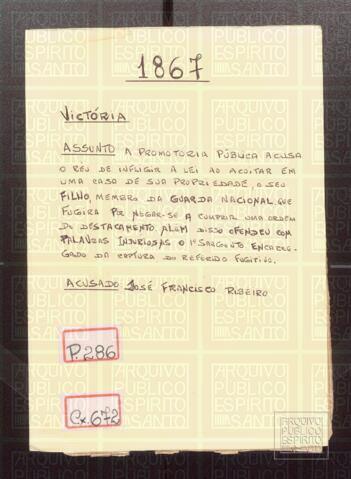 1867
VICTÓRIA
ASSUNTO A PROMOTORIA PÚBLICA ACUSA
O REU DE INFLIGIR A LEI AO ACOITAR EM
UMA CASA DE SUA PROPRIEDADE, O SEU
FILHO, MEMBRO DA GUARDA NACIONAL QUE
FUGIRA POR NEGAR-SE A CUMPRIR UMA ORDEM
DE DESTACAMENTO, ALEM DISSO OFENDEU COM
PALAVRAS INJURIOSAS O 1º SARGENTO ENCARRE-
GADO DA CAPTURA DO REFERIDO FUGITIVO.
ACUSADO JOSÉ FRANCISCO RIBEIRO
P.286
Cx.672
ARQUIVO
PÚBLICO
ESPIRITO
SANTO